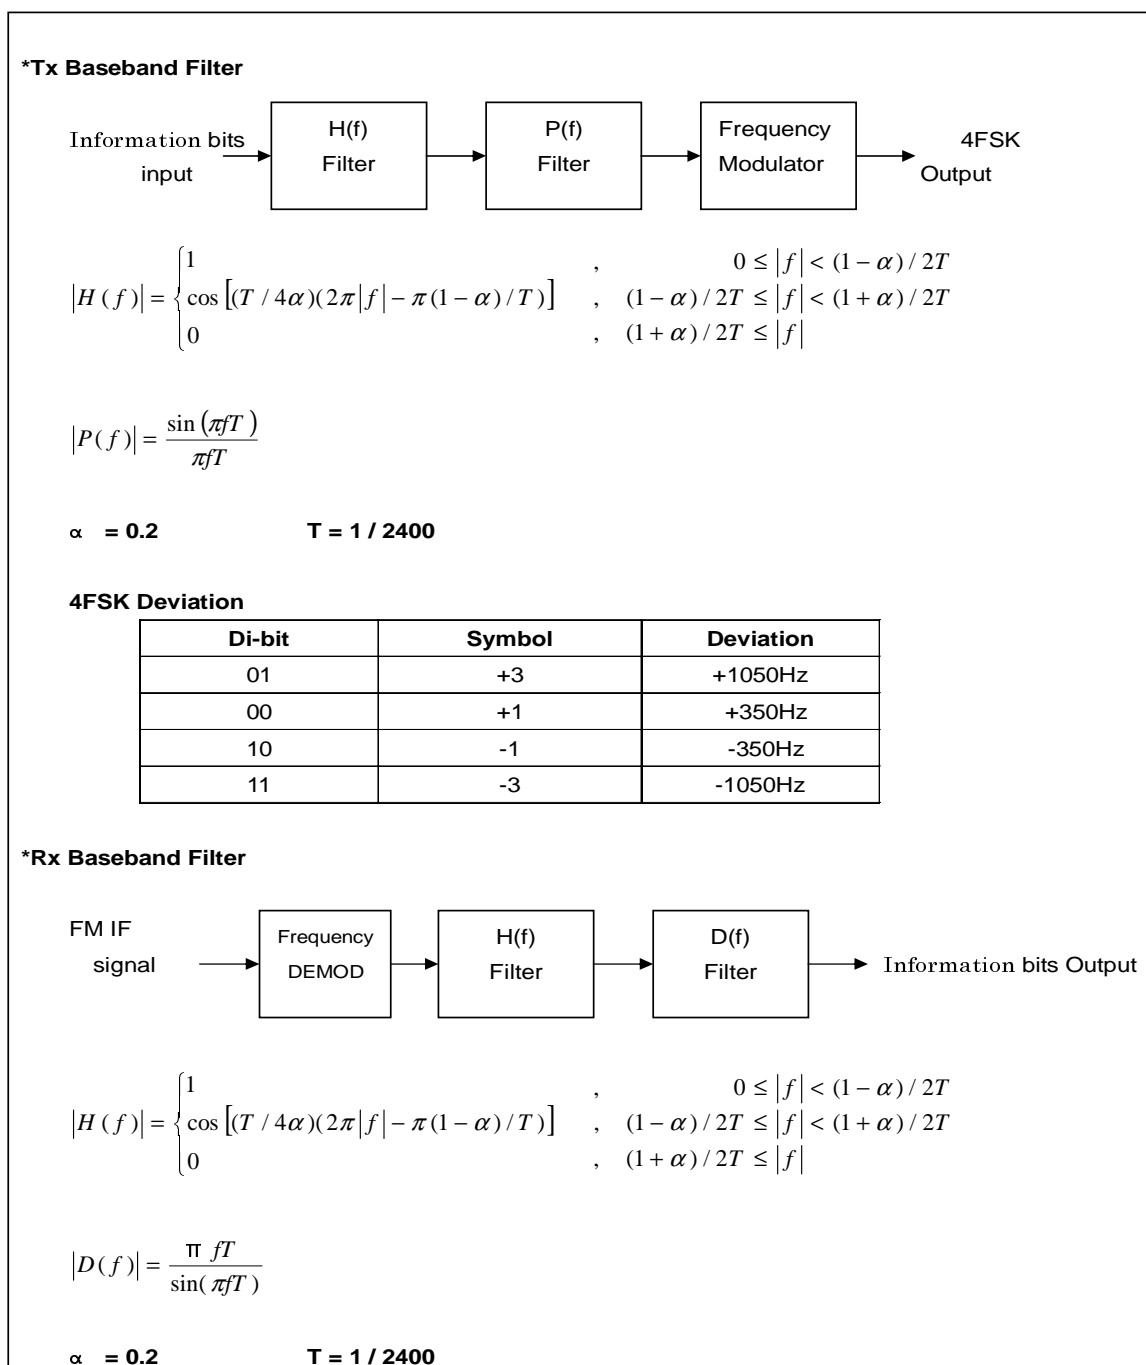 *Tx Baseband Filter
Information bits input
H(f) Filter
P(f) Filter
Frequency Modulator
4FSK Output
|H(f)| = { 1 , 0 ≤ |f| < (1 − α) / 2T
cos [(T / 4α)(2π|f| − π(1 − α) / T)] , (1 − α) / 2T ≤ |f| < (1 + α) / 2T
0 , (1 + α) / 2T ≤ |f|
|P(f)| = sin (πfT) / πfT
α = 0.2 T = 1 / 2400
4FSK Deviation
Di-bit Symbol Deviation
01 +3 +1050Hz
00 +1 +350Hz
10 -1 -350Hz
11 -3 -1050Hz
*Rx Baseband Filter
FM IF signal
Frequency DEMOD
H(f) Filter
D(f) Filter
Information bits Output
|H(f)| = { 1 , 0 ≤ |f| < (1 − α) / 2T
cos [(T / 4α)(2π|f| − π(1 − α) / T)] , (1 − α) / 2T ≤ |f| < (1 + α) / 2T
0 , (1 + α) / 2T ≤ |f|
|D(f)| = π fT / sin( πfT )
α = 0.2 T = 1 / 2400